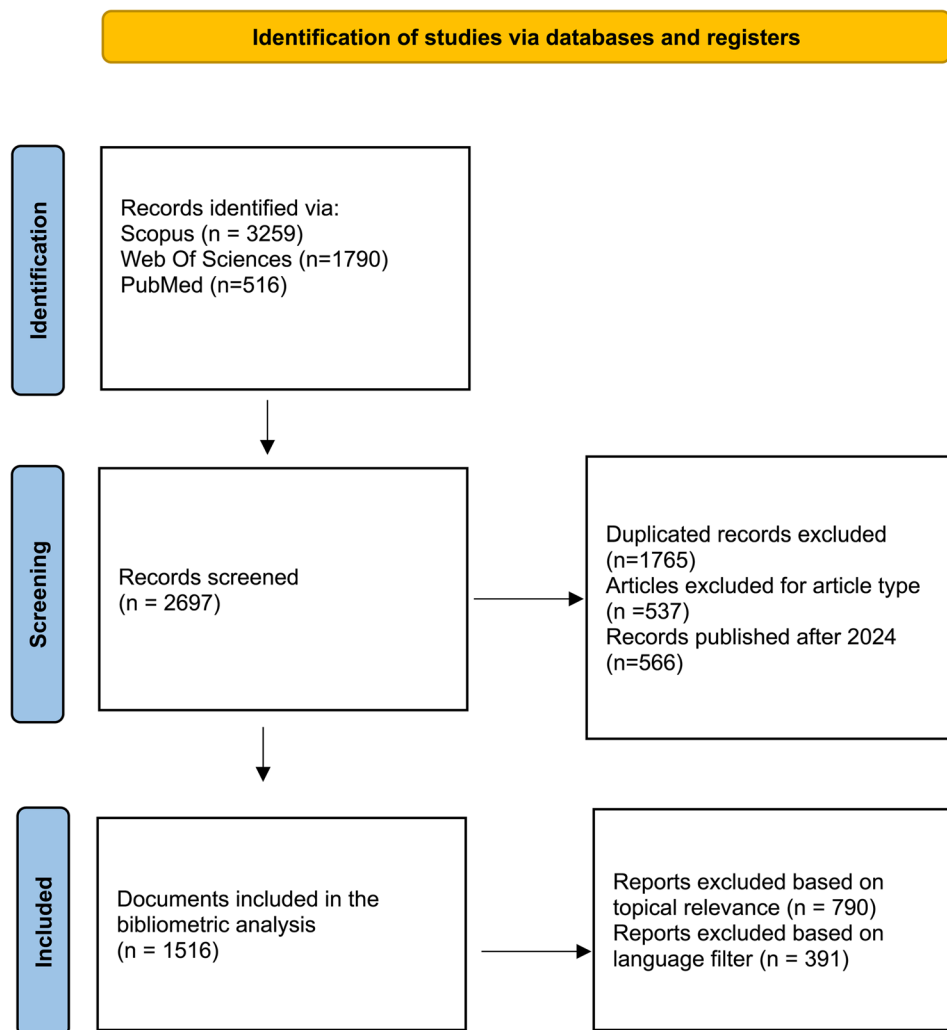 Identification of studies via databases and registers
Identification
Records identified via:
Scopus (n = 3259)
Web Of Sciences (n=1790)
PubMed (n=516)
Screening
Records screened
(n = 2697)
Duplicated records excluded
(n=1765)
Articles excluded for article type
(n =537)
Records published after 2024
(n=566)
Included
Documents included in the
bibliometric analysis
(n = 1516)
Reports excluded based on
topical relevance (n = 790)
Reports excluded based on
language filter (n = 391)